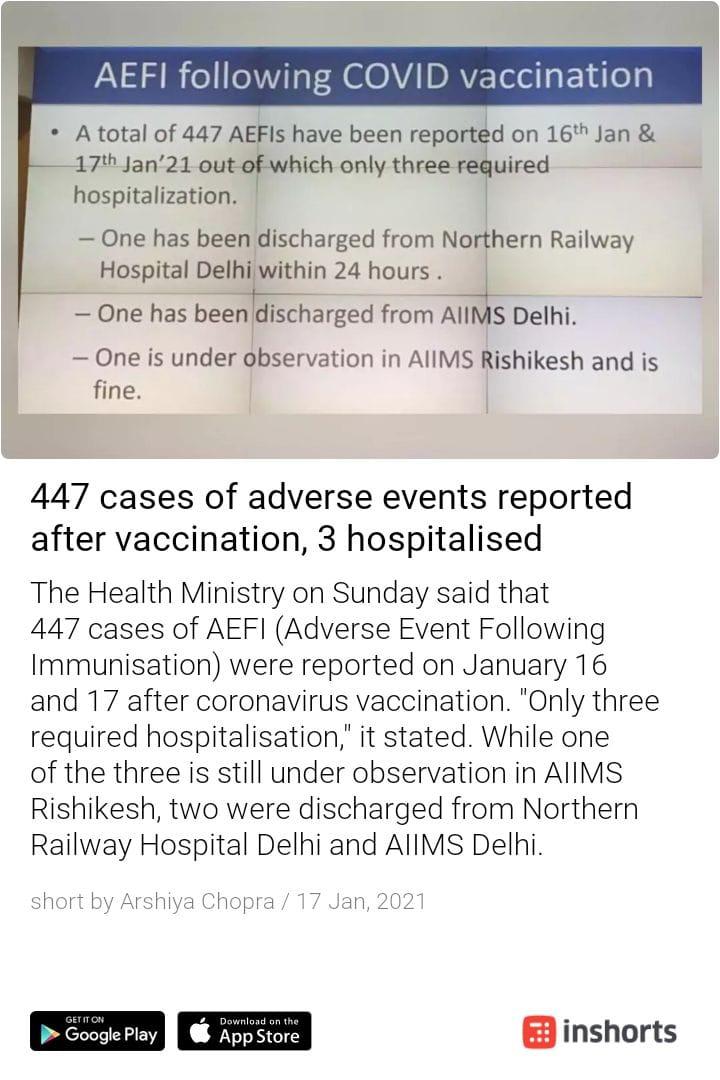 AEFI following COVID vaccination
• A total of 447 AEFIs have been reported on 16th Jan &
17th Jan'21 out of which only three required
hospitalization.
– One has been discharged from Northern Railway
Hospital Delhi within 24 hours .
– One has been discharged from AIIMS Delhi.
– One is under observation in AIIMS Rishikesh and is
fine.
447 cases of adverse events reported
after vaccination, 3 hospitalised
The Health Ministry on Sunday said that
447 cases of AEFI (Adverse Event Following
Immunisation) were reported on January 16
and 17 after coronavirus vaccination. "Only three
required hospitalisation," it stated. While one
of the three is still under observation in AIIMS
Rishikesh, two were discharged from Northern
Railway Hospital Delhi and AIIMS Delhi.
short by Arshiya Chopra / 17 Jan, 2021
GET IT ON
Google Play
Download on the
App Store
inshorts